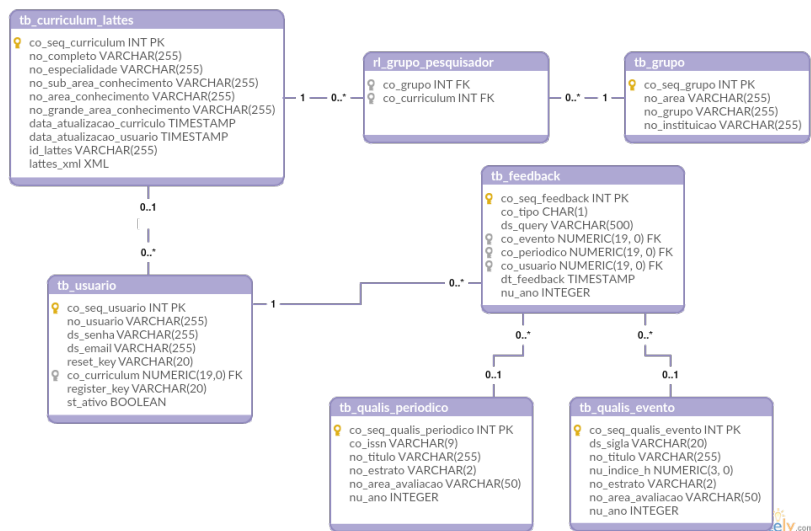 tb_curriculum_lattes
co_seq_curriculum INT PK
no_completo VARCHAR(255)
no_especialidade VARCHAR(255)
no_sub_area_conhecimento VARCHAR(255)
no_area_conhecimento VARCHAR(255)
no_grande_area_conhecimento VARCHAR(255)
data_atualizacao_curriculo TIMESTAMP
data_atualizacao_usuario TIMESTAMP
id_lattes VARCHAR(255)
lattes_xml XML
1
0..*
rl_grupo_pesquisador
co_grupo INT FK
co_curriculum INT FK
0..*
1
tb_grupo
co_seq_grupo INT PK
no_area VARCHAR(255)
no_grupo VARCHAR(255)
no_instituicao VARCHAR(255)
0..1
0..*
tb_feedback
co_seq_feedback INT PK
co_tipo CHAR(1)
ds_query VARCHAR(500)
co_evento NUMERIC(19, 0) FK
co_periodico NUMERIC(19, 0) FK
co_usuario NUMERIC(19, 0) FK
dt_feedback TIMESTAMP
nu_ano INTEGER
tb_usuario
co_seq_usuario INT PK
no_usuario VARCHAR(255)
ds_senha VARCHAR(255)
ds_email VARCHAR(255)
reset_key VARCHAR(20)
co_curriculum NUMERIC(19,0) FK
register_key VARCHAR(20)
st_ativo BOOLEAN
1
0..*
0..*
0..*
0..1
0..1
tb_qualis_periodico
co_seq_qualis_periodico INT PK
co_issn VARCHAR(9)
no_titulo VARCHAR(255)
no_estrato VARCHAR(2)
no_area_avaliacao VARCHAR(50)
nu_ano INTEGER
tb_qualis_evento
co_seq_qualis_evento INT PK
ds_sigla VARCHAR(20)
no_titulo VARCHAR(255)
nu_indice_h NUMERIC(3, 0)
no_estrato VARCHAR(2)
no_area_avaliacao VARCHAR(50)
nu_ano INTEGER